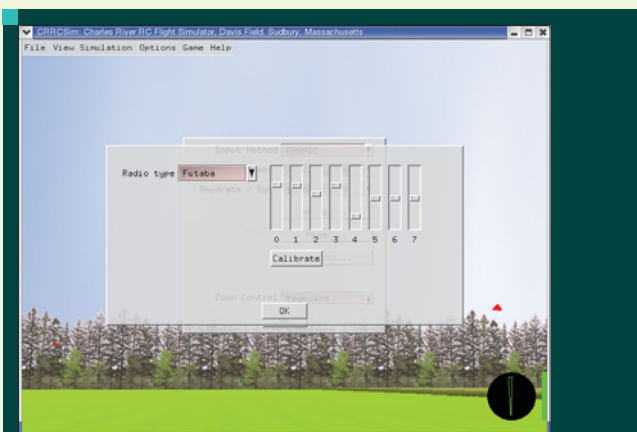 CRRCSim: Charles River RC Flight Simulator, Davis Field, Sudbury, Massachusetts
File View Simulation Options Game Help
Input Method
Radio type Futaba
Baudrate /
0 1 2 3 4 5 6 7
Calibrate
Zoom Control Keyboard
OK